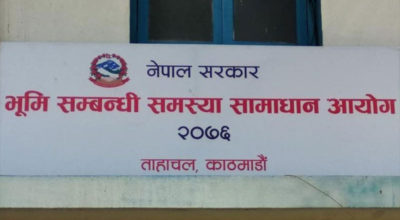 नेपाल सरकार
भूमि सम्बन्धी समस्या सामाधान आयोग
२०७६
ताहाचल, काठमाडौं